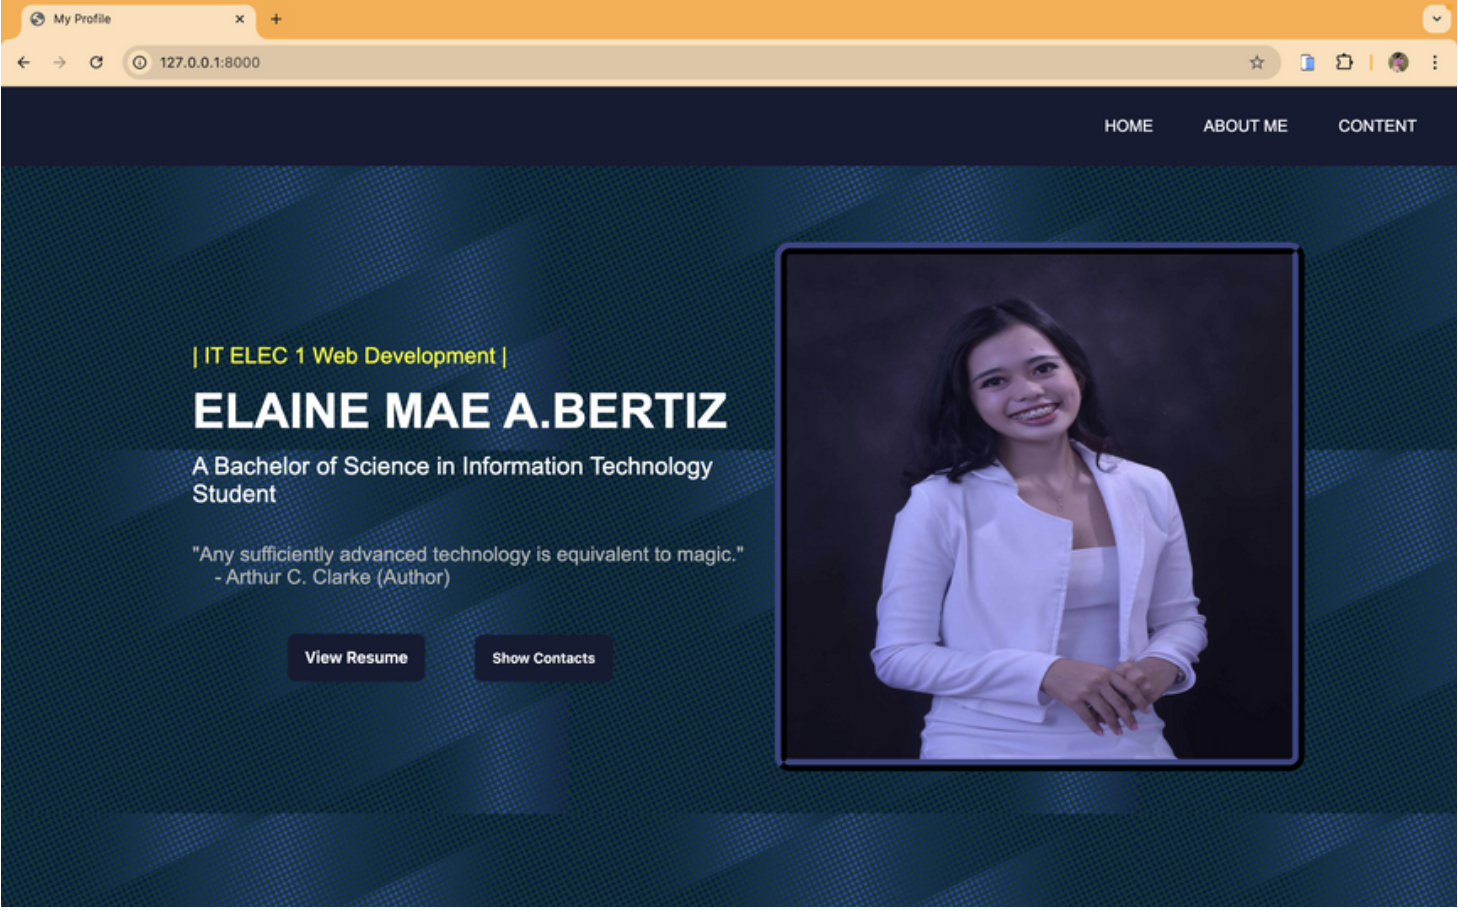 My Profile
127.0.0.1:8000
HOME ABOUT ME CONTENT
| IT ELEC 1 Web Development |
ELAINE MAE A.BERTIZ
A Bachelor of Science in Information Technology
Student
"Any sufficiently advanced technology is equivalent to magic."
- Arthur C. Clarke (Author)
View Resume Show Contacts